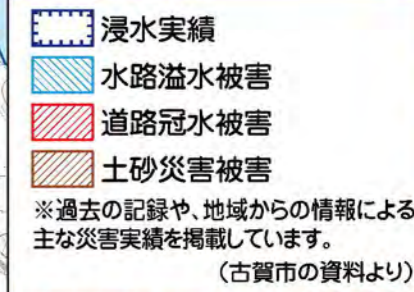 浸水実績
水路溢水被害
道路冠水被害
土砂災害被害
※過去の記録や、地域からの情報による
主な災害実績を掲載しています。
(古賀市の資料より)